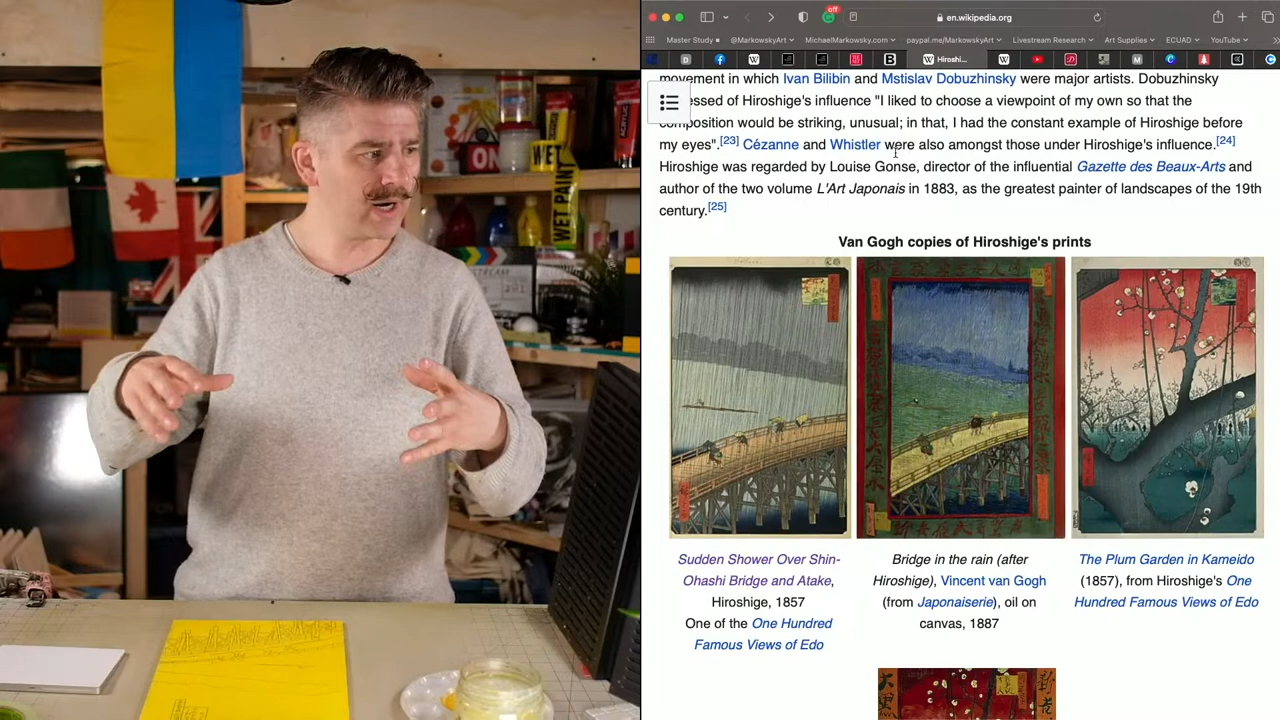 WET
ON
WET
ACRYLIC
WET PAINT
STREAM
off
en.wikipedia.org
Master Study
@MarkowskyArt
MichaelMarkowsky.com
paypal.me/MarkowskyArt
Livestream Research
Art Supplies
ECUAD
YouTube
Hiroshi...
movement in which Ivan Bilibin and Mstislav Dobuzhinsky were major artists. Dobuzhinsky
essed of Hiroshige's influence "I liked to choose a viewpoint of my own so that the
composition would be striking, unusual; in that, I had the constant example of Hiroshige before
my eyes".[23] Cézanne and Whistler were also amongst those under Hiroshige's influence.[24]
Hiroshige was regarded by Louise Gonse, director of the influential Gazette des Beaux-Arts and
author of the two volume L'Art Japonais in 1883, as the greatest painter of landscapes of the 19th
century.[25]
Van Gogh copies of Hiroshige's prints
Sudden Shower Over Shin-
Ohashi Bridge and Atake,
Hiroshige, 1857
One of the One Hundred
Famous Views of Edo
Bridge in the rain (after
Hiroshige), Vincent van Gogh
(from Japonaiserie), oil on
canvas, 1887
The Plum Garden in Kameido
(1857), from Hiroshige's One
Hundred Famous Views of Edo